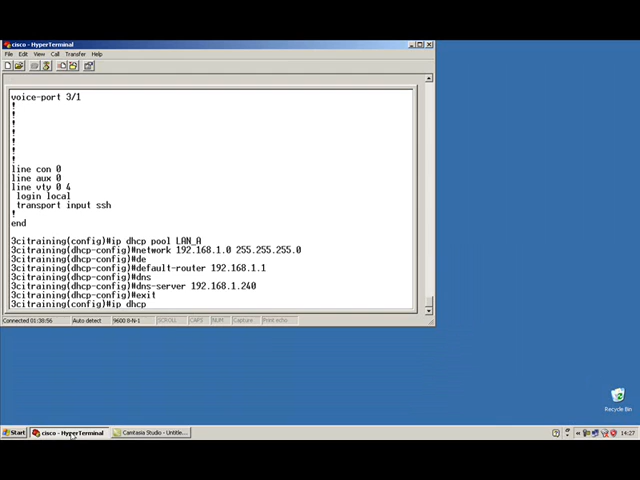 cisco - HyperTerminal
File Edit View Call Transfer Help
voice-port 3/1
!
!
!
!
!
!
!
line con 0
line aux 0
line vty 0 4
login local
transport input ssh
!
end
3citraining(config)#ip dhcp pool LAN_A
3citraining(dhcp-config)#network 192.168.1.0 255.255.255.0
3citraining(dhcp-config)#de
3citraining(dhcp-config)#default-router 192.168.1.1
3citraining(dhcp-config)#dns
3citraining(dhcp-config)#dns-server 192.168.1.240
3citraining(dhcp-config)#exit
3citraining(config)#ip dhcp
Connected 01:38:56 Auto detect 9600 8-N-1 SCROLL CAPS NUM Capture Print echo
Recycle Bin
Start cisco - HyperTerminal Camtasia Studio - Untitle... 14:27